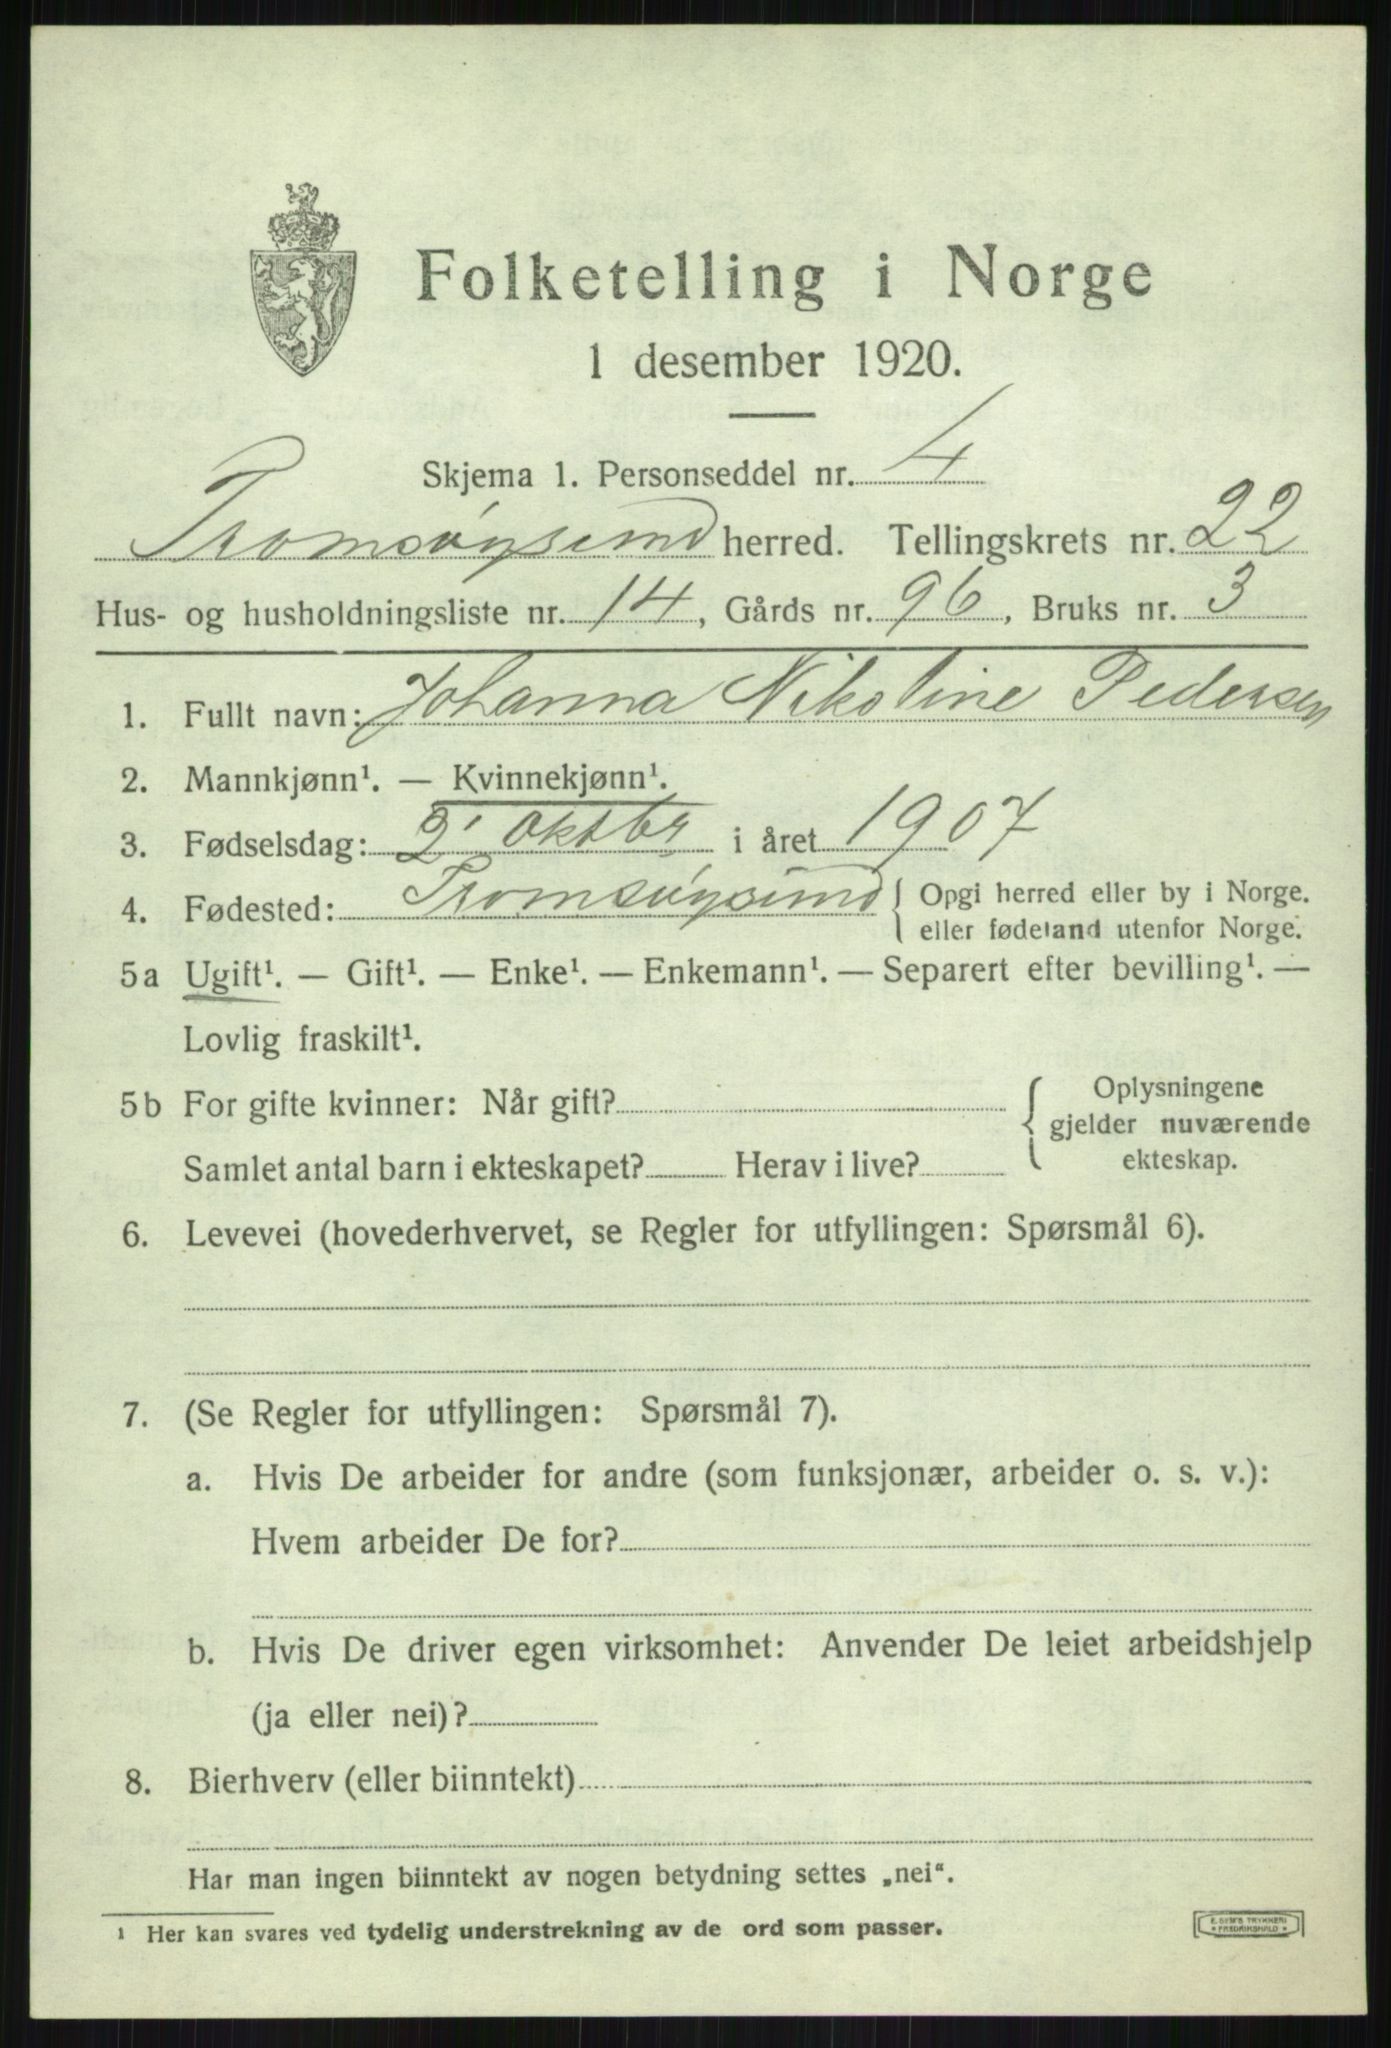 Folketelling i Norge
1 desember 1920.
Skjema 1. Personseddel nr. 4
Tromsøysund herred. Tellingskrets nr. 22
Hus- og husholdningsliste nr. 14, Gårds nr. 96, Bruks nr. 3
1. Fullt navn: Johanna Nikoline Pedersen
2. Mannkjønn¹. — Kvinnekjønn¹.
3. Fødselsdag: 2' oktbr i året 1907
4. Fødested: Tromsøysund { Opgi herred eller by i Norge.
eller fødeland utenfor Norge.
5a Ugift¹. — Gift¹. — Enke¹. — Enkemann¹. — Separert efter bevilling¹. —
Lovlig fraskilt¹.
5b For gifte kvinner: Når gift? { Oplysningene
gjelder nuværende
Samlet antal barn i ekteskapet? Herav i live? ekteskap.
6. Levevei (hovederhvervet, se Regler for utfyllingen: Spørsmål 6).
7. (Se Regler for utfyllingen: Spørsmål 7).
a. Hvis De arbeider for andre (som funksjonær, arbeider o. s. v.):
Hvem arbeider De for?
b. Hvis De driver egen virksomhet: Anvender De leiet arbeidshjelp
(ja eller nei)?
8. Bierhverv (eller biinntekt)
Har man ingen biinntekt av nogen betydning settes „nei“.
¹ Her kan svares ved tydelig understrekning av de ord som passer.
E. SEM'S TRYKKERI
* FREDRIKSHALD *